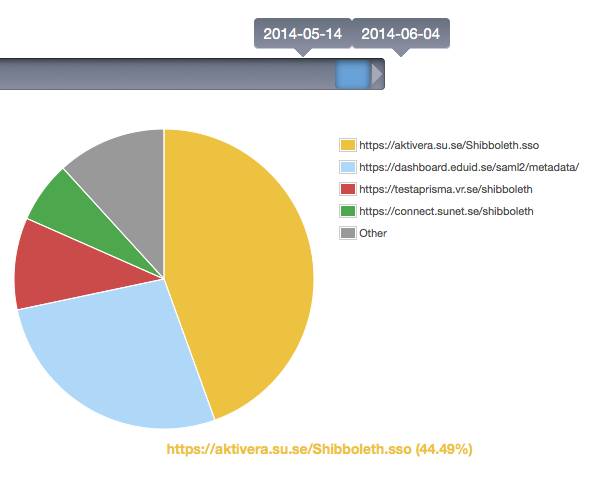 2014-05-14 2014-06-04
https://aktivera.su.se/Shibboleth.sso
https://dashboard.eduid.se/saml2/metadata/
https://testaprisma.vr.se/shibboleth
https://connect.sunet.se/shibboleth
Other
https://aktivera.su.se/Shibboleth.sso (44.49%)